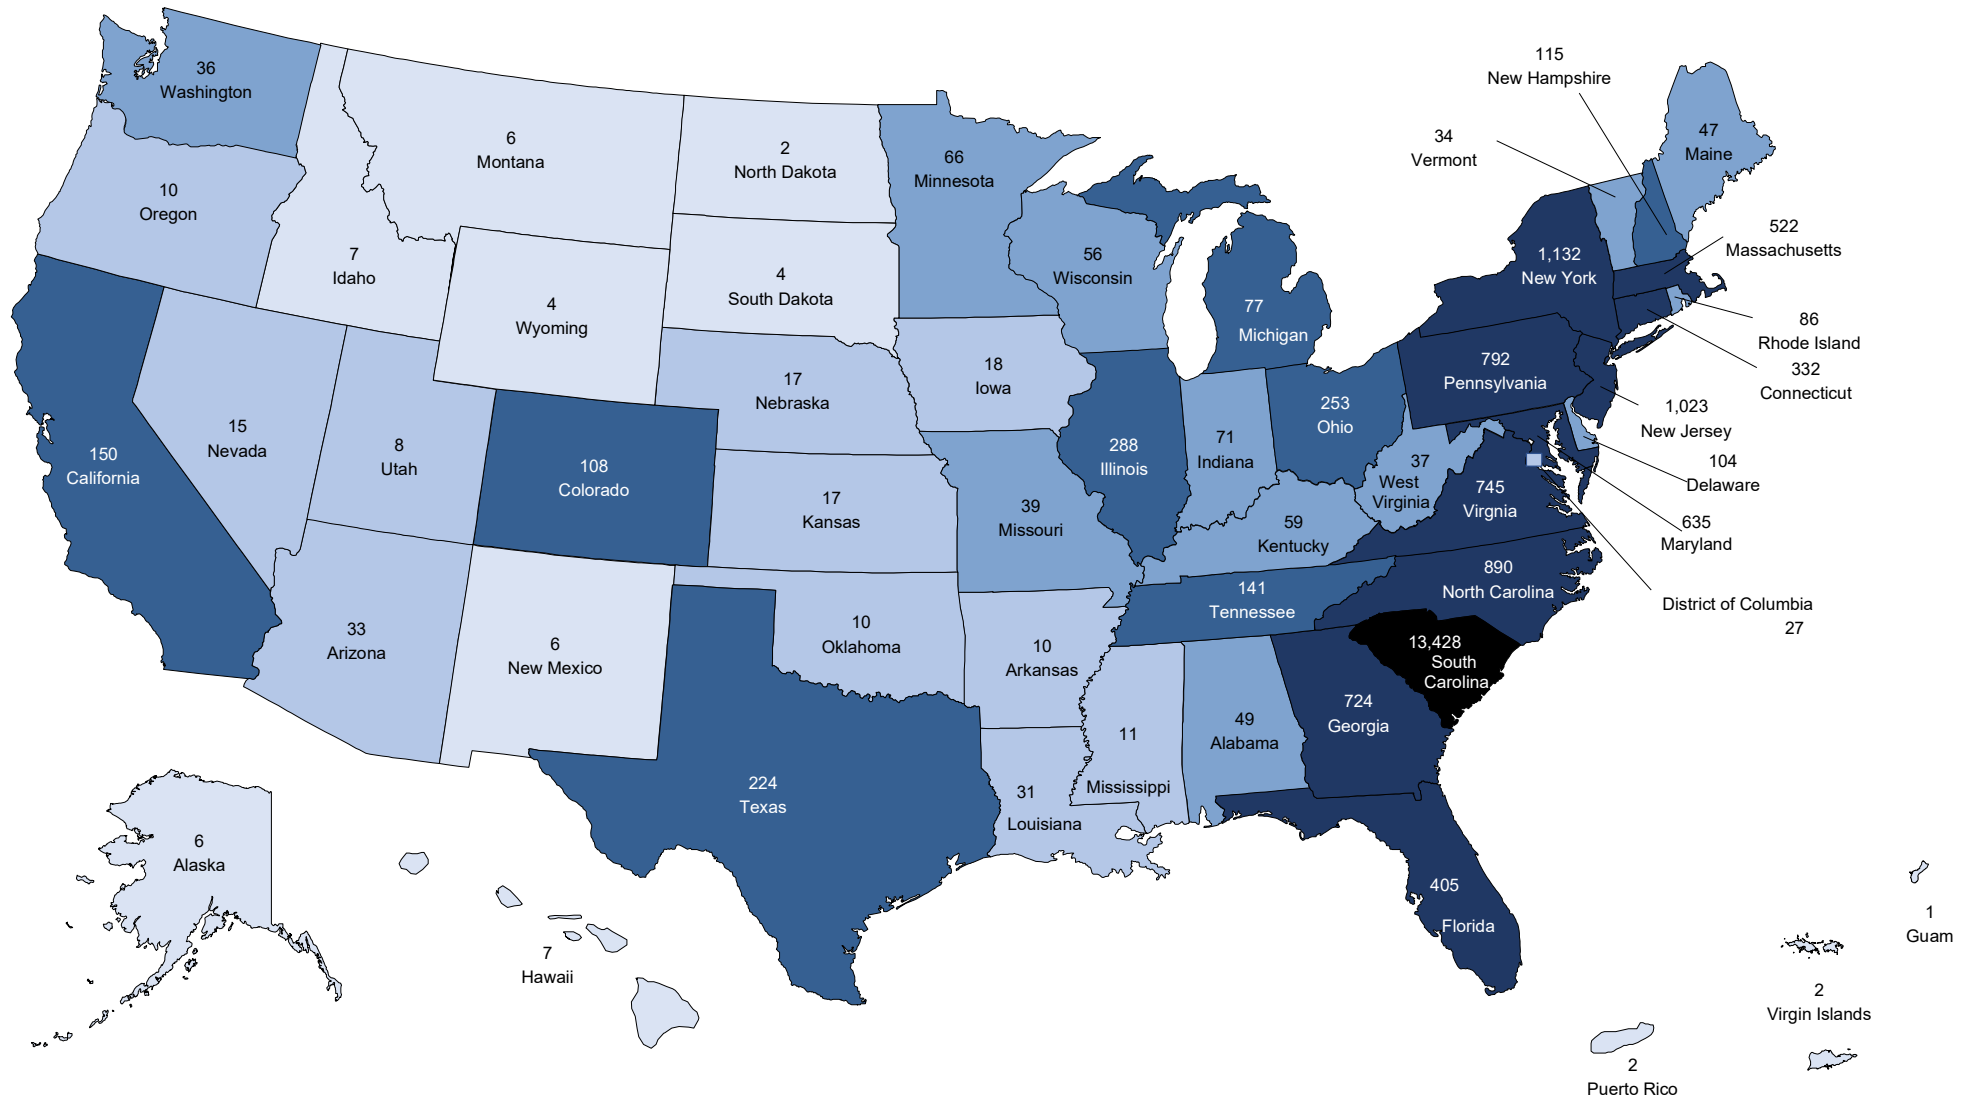 36
Washington
10
Oregon
150
California
7
Idaho
15
Nevada
8
Utah
33
Arizona
6
Montana
4
Wyoming
108
Colorado
6
New Mexico
2
North Dakota
4
South Dakota
17
Nebraska
17
Kansas
10
Oklahoma
224
Texas
66
Minnesota
18
Iowa
39
Missouri
10
Arkansas
31
Louisiana
56
Wisconsin
288
Illinois
77
Michigan
71
Indiana
253
Ohio
59
Kentucky
141
Tennessee
11
Mississippi
49
Alabama
724
Georgia
405
Florida
13,428
South
Carolina
890
North Carolina
745
Virgnia
37
West
Virginia
792
Pennsylvania
1,132
New York
34
Vermont
115
New Hampshire
47
Maine
522
Massachusetts
86
Rhode Island
332
Connecticut
1,023
New Jersey
104
Delaware
635
Maryland
District of Columbia
27
6
Alaska
7
Hawaii
1
Guam
2
Virgin Islands
2
Puerto Rico